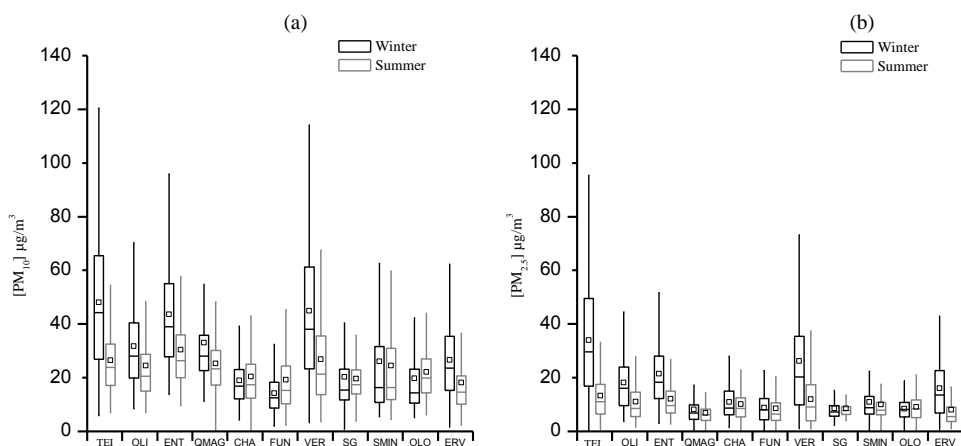 (a)
Winter
Summer
140
120
100
80
60
40
20
0
[PM10] µg/m3
TEI OLI ENT QMAG CHA FUN VER SG SMIN OLO ERV
(b)
Winter
Summer
140
120
100
80
60
40
20
0
[PM2.5] µg/m3
TEI OLI ENT QMAG CHA FUN VER SG SMIN OLO ERV